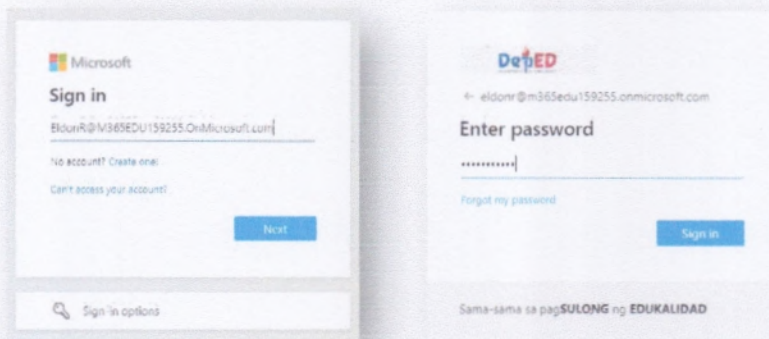 Microsoft
Sign in
EldonR@M365EDU159255.OnMicrosoft.com
No account? Create one!
Can't access your account?
Next
Sign-in options
DepED
← eldonr@m365edu159255.onmicrosoft.com
Enter password
•••••••••••
Forgot my password
Sign in
Sama-sama sa pagSULONG ng EDUKALIDAD